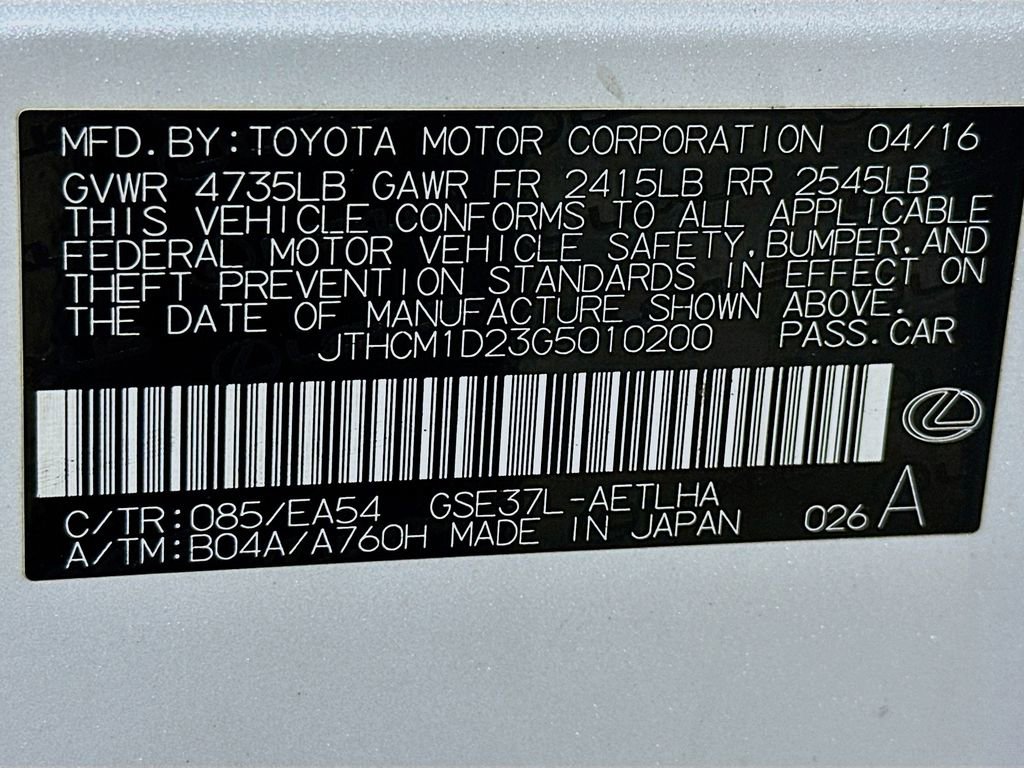 MFD.BY:TOYOTA MOTOR CORPORATION 04/16
GVWR 4735LB GAWR FR 2415LB RR 2545LB
THIS VEHICLE CONFORMS TO ALL APPLICABLE
FEDERAL MOTOR VEHICLE SAFETY,BUMPER,AND
THEFT PREVENTION STANDARDS IN EFFECT ON
THE DATE OF MANUFACTURE SHOWN ABOVE.
JTHCM1D23G5010200 PASS.CAR
C/TR:085/EA54 GSE37L-AETLHA
A/TM:B04A/A760H MADE IN JAPAN 026 A